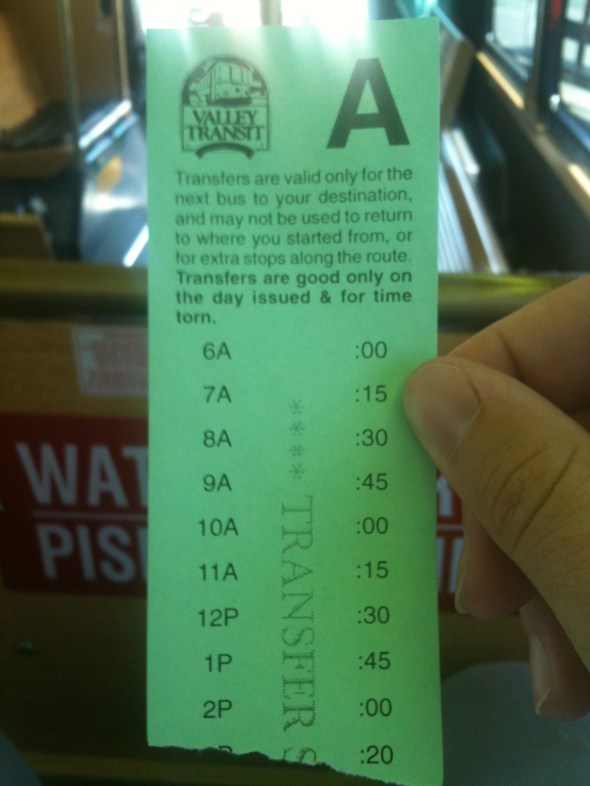 VALLEY
TRANSIT
A
Transfers are valid only for the
next bus to your destination,
and may not be used to return
to where you started from, or
for extra stops along the route.
Transfers are good only on
the day issued & for time
torn.
6A :00
7A :15
8A :30
9A :45
10A :00
11A :15
12P :30
1P :45
2P :00
:20
**** TRANSFER
WAT
PIS